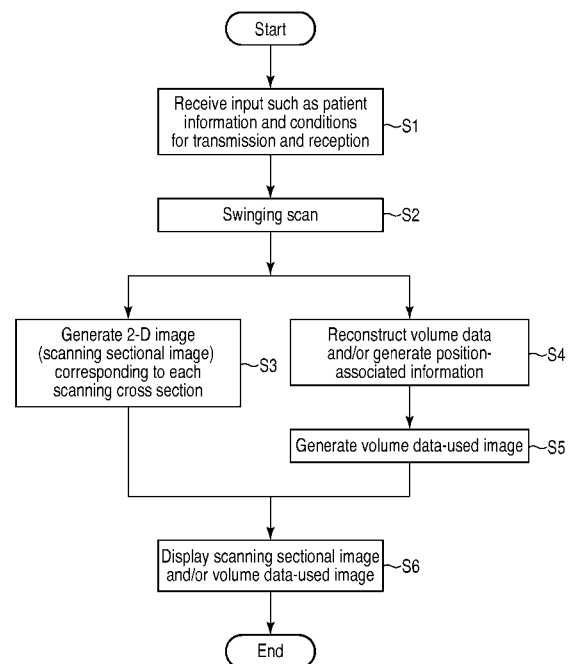 Start
Receive input such as patient
information and conditions
for transmission and reception
S1
Swinging scan
S2
Generate 2-D image
(scanning sectional image)
corresponding to each
scanning cross section
S3
Reconstruct volume data
and/or generate position-
associated information
S4
Generate volume data-used image
S5
Display scanning sectional image
and/or volume data-used image
S6
End